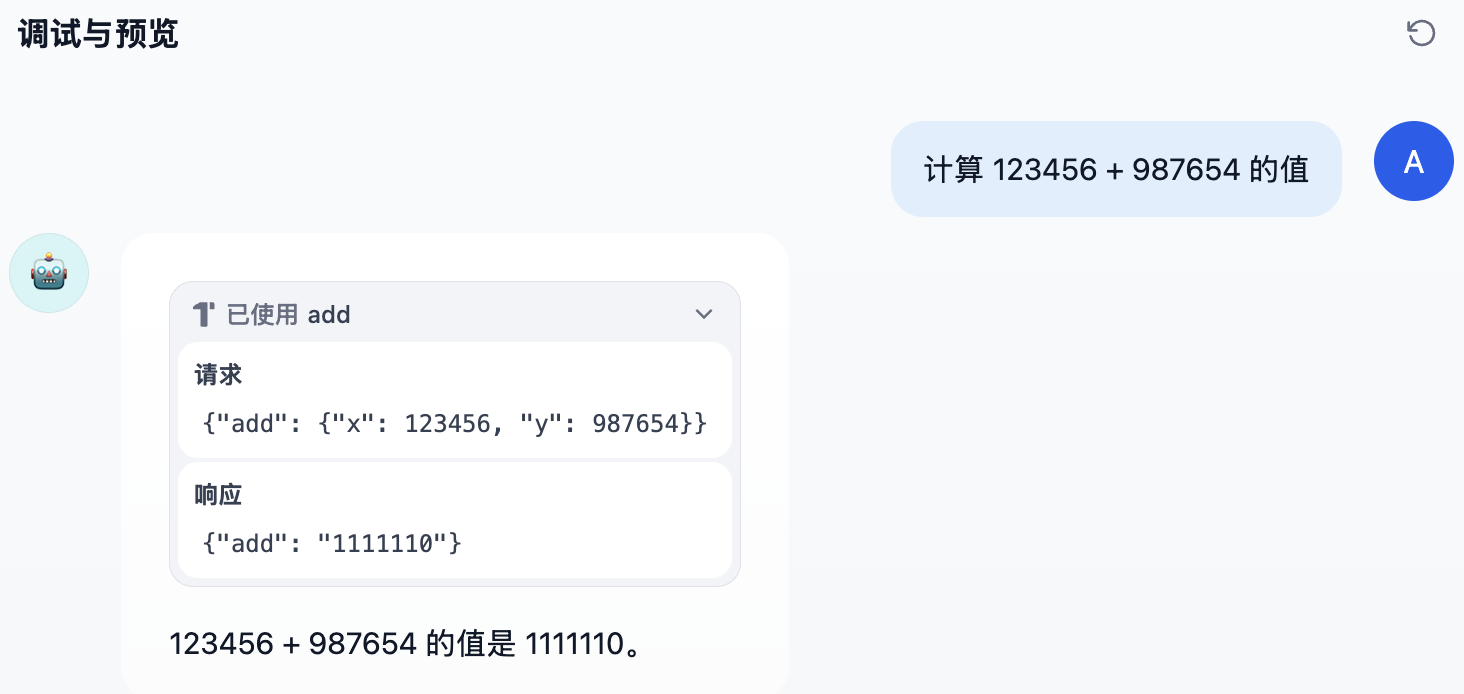 调试与预览
计算 123456 + 987654 的值
A
已使用 add
请求
{"add": {"x": 123456, "y": 987654}}
响应
{"add": "1111110"}
123456 + 987654 的值是 1111110。